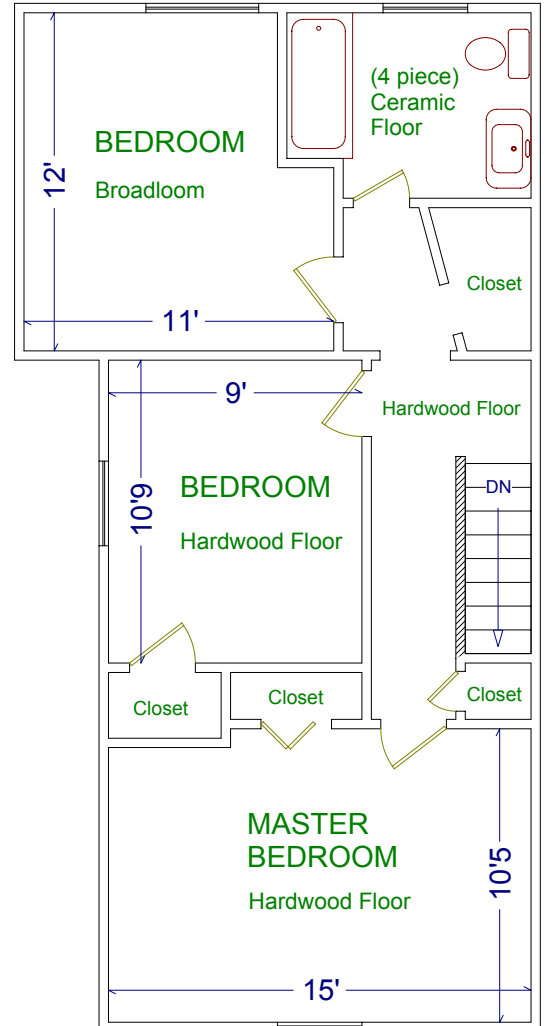 (4 piece)
Ceramic
Floor
BEDROOM
Broadloom
12'
11'
Closet
9'
Hardwood Floor
10'9
BEDROOM
Hardwood Floor
DN
Closet
Closet
Closet
MASTER
BEDROOM
Hardwood Floor
10'5
15'